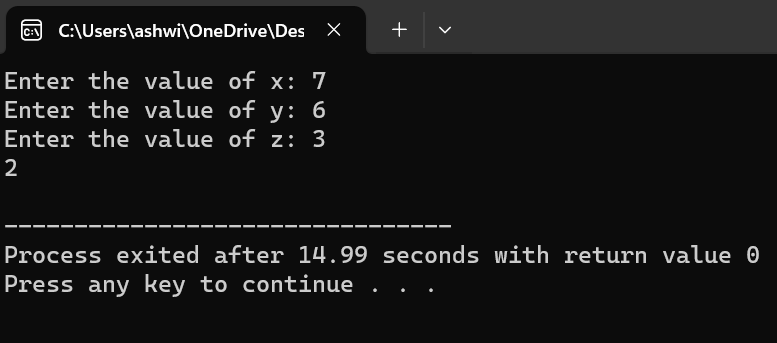 C:\Users\ashwi\OneDrive\Des
Enter the value of x: 7
Enter the value of y: 6
Enter the value of z: 3
2
--------------------------------
Process exited after 14.99 seconds with return value 0
Press any key to continue . . .